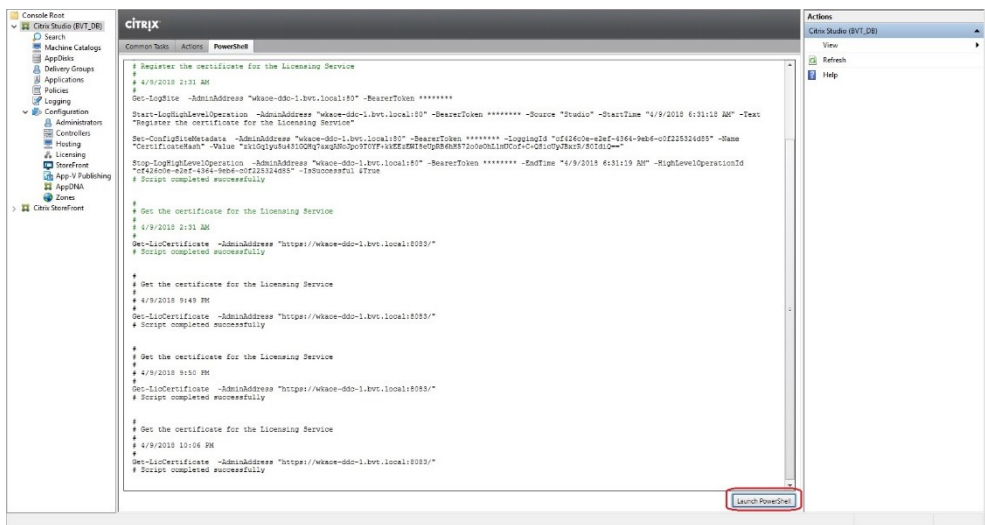 Console Root
Citrix Studio (BVT_DB)
Search
Machine Catalogs
AppDisks
Delivery Groups
Applications
Policies
Logging
Configuration
Administrators
Controllers
Hosting
Licensing
StoreFront
App-V Publishing
AppDNA
Zones
Citrix StoreFront
CITRIX
Common Tasks Actions PowerShell
# Register the certificate for the Licensing Service
#
# 4/9/2018 2:31 AM
#
Get-LogSite -AdminAddress "wkaoe-ddc-1.bvt.local:80" -BearerToken ********
Start-LogHighLevelOperation -AdminAddress "wkaoe-ddc-1.bvt.local:80" -BearerToken ******** -Source "Studio" -StartTime "4/9/2018 6:31:18 AM" -Text
"Register the certificate for the Licensing Service"
Set-ConfigSiteMetadata -AdminAddress "wkaoe-ddc-1.bvt.local:80" -BearerToken ******** -LoggingId "cf426c0e-e2ef-4364-9eb6-c0f225324d85" -Name
"CertificateHash" -Value
Stop-LogHighLevelOperation -AdminAddress "wkaoe-ddc-1.bvt.local:80" -BearerToken ******** -EndTime "4/9/2018 6:31:19 AM" -HighLevelOperationId
"cf426c0e-e2ef-4364-9eb6-c0f225324d85" -IsSuccessful $True
# Script completed successfully
#
# Get the certificate for the Licensing Service
#
# 4/9/2018 2:31 AM
#
Get-LicCertificate -AdminAddress "https://wkaoe-ddc-1.bvt.local:8083/"
# Script completed successfully
#
# Get the certificate for the Licensing Service
#
# 4/9/2018 9:49 PM
#
Get-LicCertificate -AdminAddress "https://wkaoe-ddc-1.bvt.local:8083/"
# Script completed successfully
#
# Get the certificate for the Licensing Service
#
# 4/9/2018 9:50 PM
#
Get-LicCertificate -AdminAddress "https://wkaoe-ddc-1.bvt.local:8083/"
# Script completed successfully
#
# Get the certificate for the Licensing Service
#
# 4/9/2018 10:06 PM
#
Get-LicCertificate -AdminAddress "https://wkaoe-ddc-1.bvt.local:8083/"
# Script completed successfully
Launch PowerShell
Actions
Citrix Studio (BVT_DB)
View
Refresh
Help